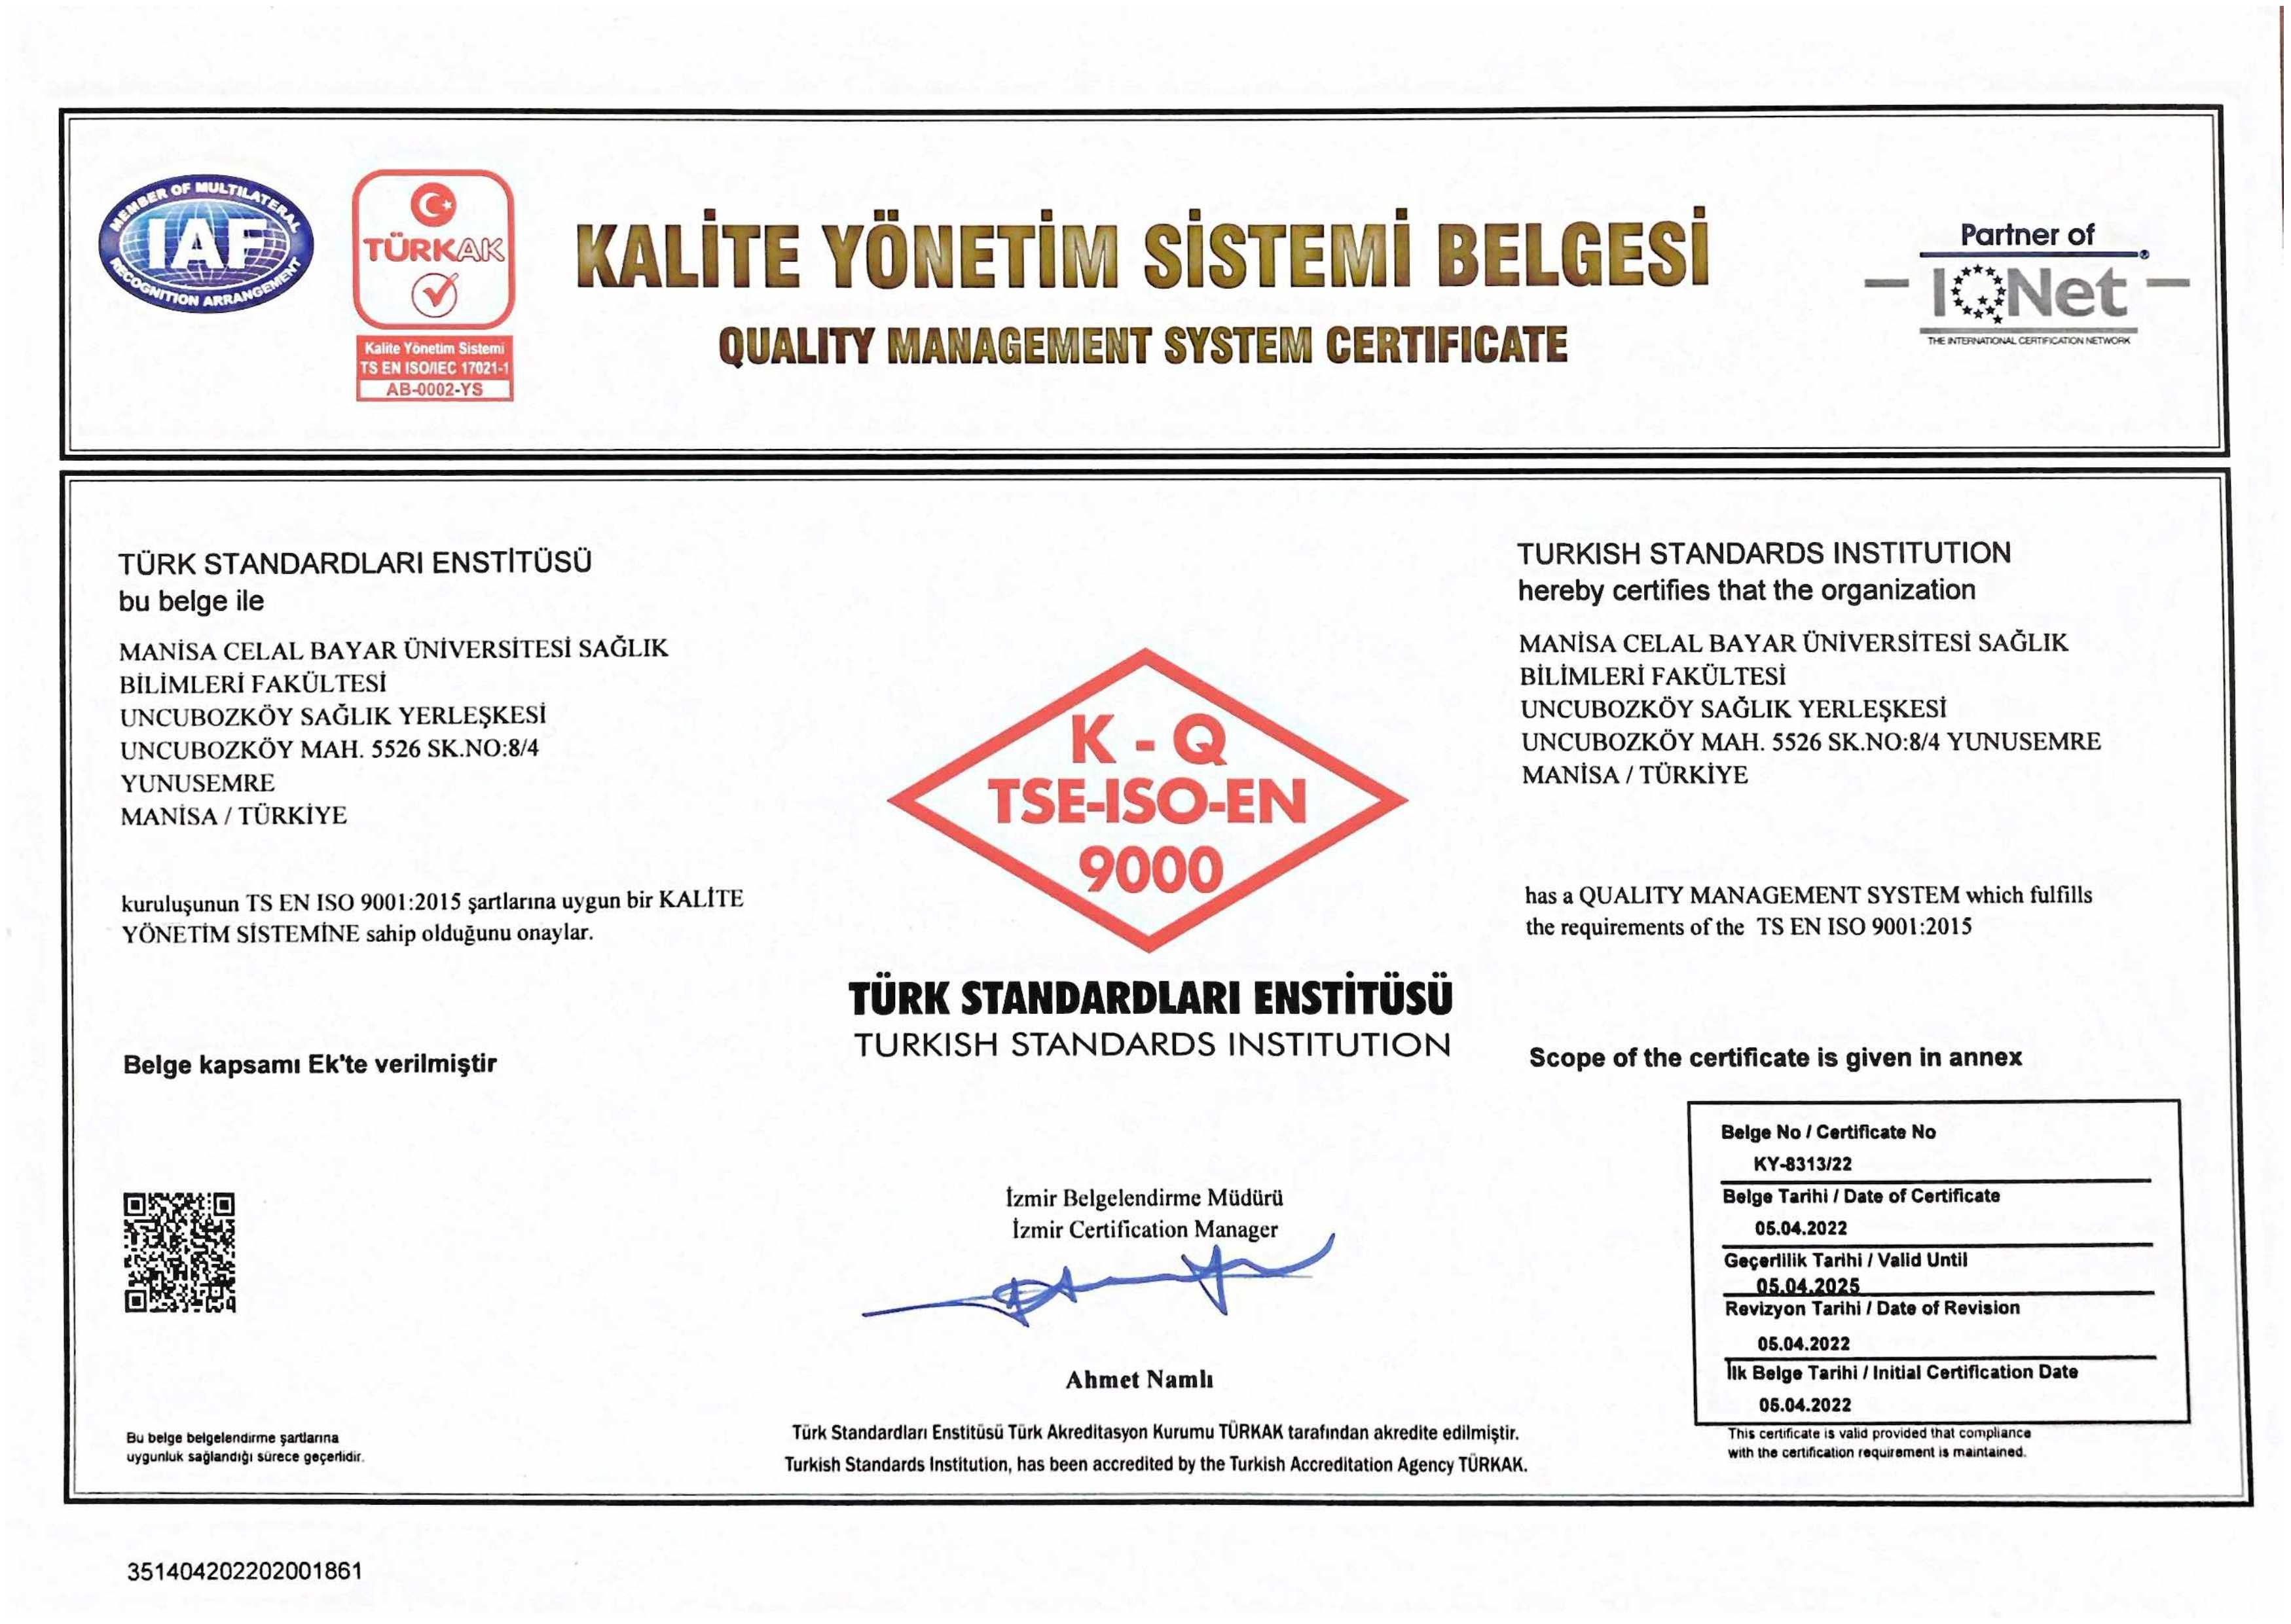 MEMBER OF MULTILATERAL
IAF
RECOGNITION ARRANGEMENT
TÜRKAK
Kalite Yönetim Sistemi
TS EN ISO/IEC 17021-1
AB-0002-YS
KALİTE YÖNETİM SİSTEMİ BELGESİ
QUALITY MANAGEMENT SYSTEM CERTIFICATE
Partner of
IQNet
THE INTERNATIONAL CERTIFICATION NETWORK
TÜRK STANDARDLARI ENSTİTÜSÜ
bu belge ile
MANİSA CELAL BAYAR ÜNİVERSİTESİ SAĞLIK
BİLİMLERİ FAKÜLTESİ
UNCUBOZKÖY SAĞLIK YERLEŞKESİ
UNCUBOZKÖY MAH. 5526 SK.NO:8/4
YUNUSEMRE
MANİSA / TÜRKİYE
kuruluşunun TS EN ISO 9001:2015 şartlarına uygun bir KALİTE
YÖNETİM SİSTEMİNE sahip olduğunu onaylar.
Belge kapsamı Ek'te verilmiştir
K - Q
TSE-ISO-EN
9000
TÜRK STANDARDLARI ENSTİTÜSÜ
TURKISH STANDARDS INSTITUTION
TURKISH STANDARDS INSTITUTION
hereby certifies that the organization
MANİSA CELAL BAYAR ÜNİVERSİTESİ SAĞLIK
BİLİMLERİ FAKÜLTESİ
UNCUBOZKÖY SAĞLIK YERLEŞKESİ
UNCUBOZKÖY MAH. 5526 SK.NO:8/4 YUNUSEMRE
MANİSA / TÜRKİYE
has a QUALITY MANAGEMENT SYSTEM which fulfills
the requirements of the TS EN ISO 9001:2015
Scope of the certificate is given in annex
İzmir Belgelendirme Müdürü
İzmir Certification Manager
Ahmet Namlı
Belge No / Certificate No
KY-8313/22
Belge Tarihi / Date of Certificate
05.04.2022
Geçerlilik Tarihi / Valid Until
05.04.2025
Revizyon Tarihi / Date of Revision
05.04.2022
İlk Belge Tarihi / Initial Certification Date
05.04.2022
Bu belge belgelendirme şartlarına
uygunluk sağlandığı sürece geçerlidir.
Türk Standardları Enstitüsü Türk Akreditasyon Kurumu TÜRKAK tarafından akredite edilmiştir.
Turkish Standards Institution, has been accredited by the Turkish Accreditation Agency TÜRKAK.
This certificate is valid provided that compliance
with the certification requirement is maintained.
351404202202001861